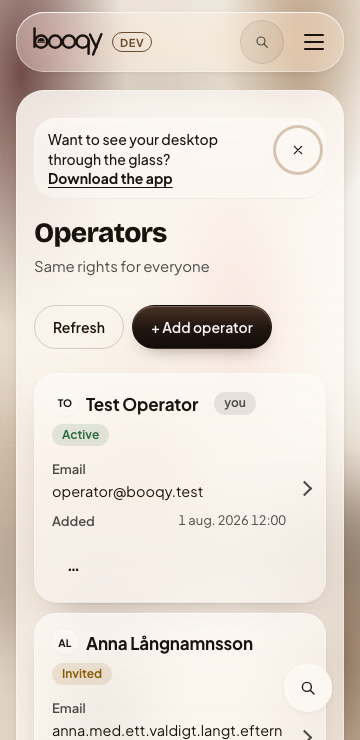 booqy DEV
Want to see your desktop
through the glass?
Download the app
Operators
Same rights for everyone
Refresh
+ Add operator
TO Test Operator you
Active
Email
operator@booqy.test
Added 1 aug. 2026 12:00
...
AL Anna Långnamnsson
Invited
Email
anna.med.ett.valdigt.langt.eftern